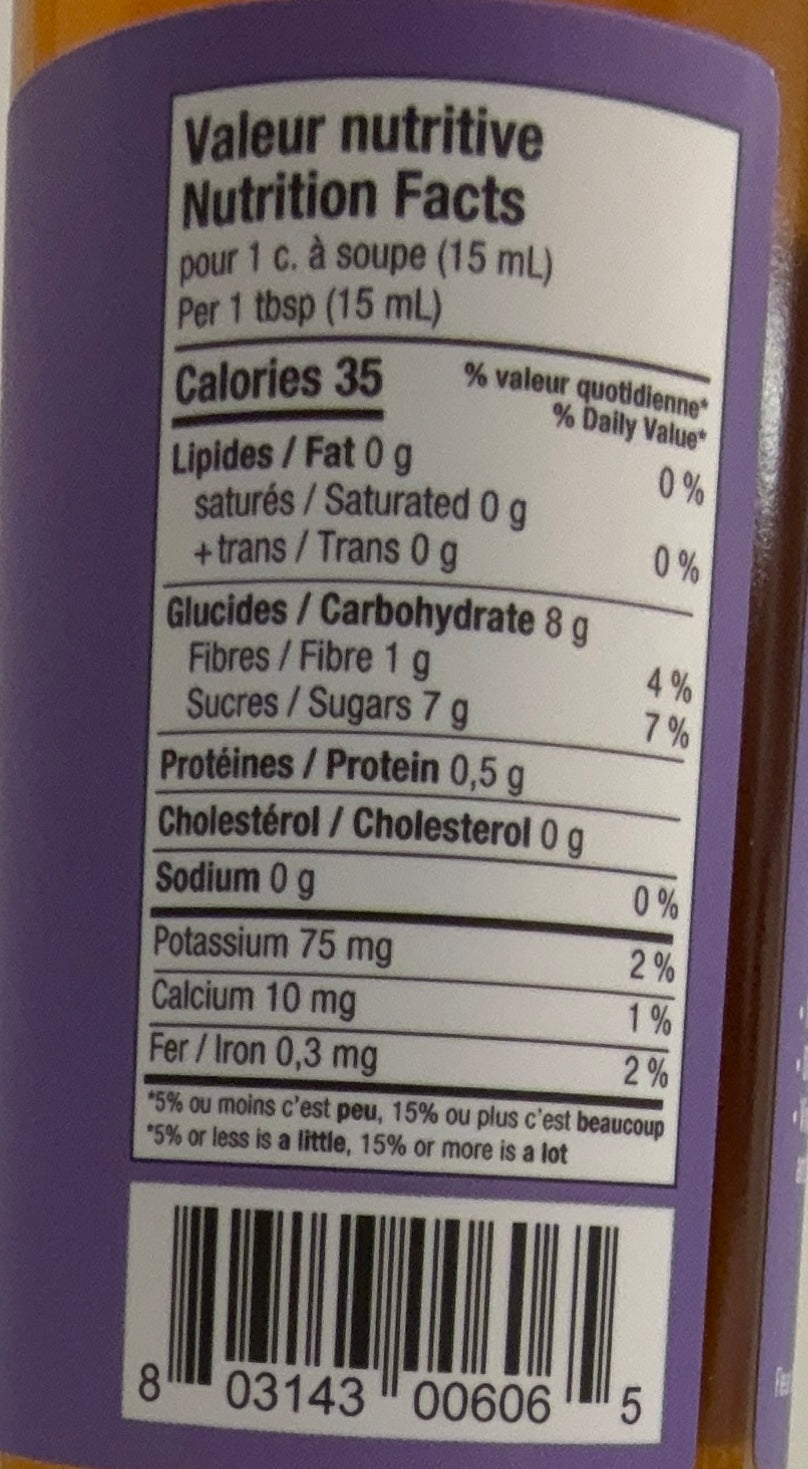 Valeur nutritive
Nutrition Facts
pour 1 c. à soupe (15 mL)
Per 1 tbsp (15 mL)
Calories 35
% valeur quotidienne*
% Daily Value*
Lipides / Fat 0 g 0 %
saturés / Saturated 0 g
+ trans / Trans 0 g 0 %
Glucides / Carbohydrate 8 g
Fibres / Fibre 1 g 4 %
Sucres / Sugars 7 g 7 %
Protéines / Protein 0,5 g
Cholestérol / Cholesterol 0 g
Sodium 0 g 0 %
Potassium 75 mg 2 %
Calcium 10 mg 1 %
Fer / Iron 0,3 mg 2 %
*5% ou moins c'est peu, 15% ou plus c'est beaucoup
*5% or less is a little, 15% or more is a lot
8 03143 00606 5